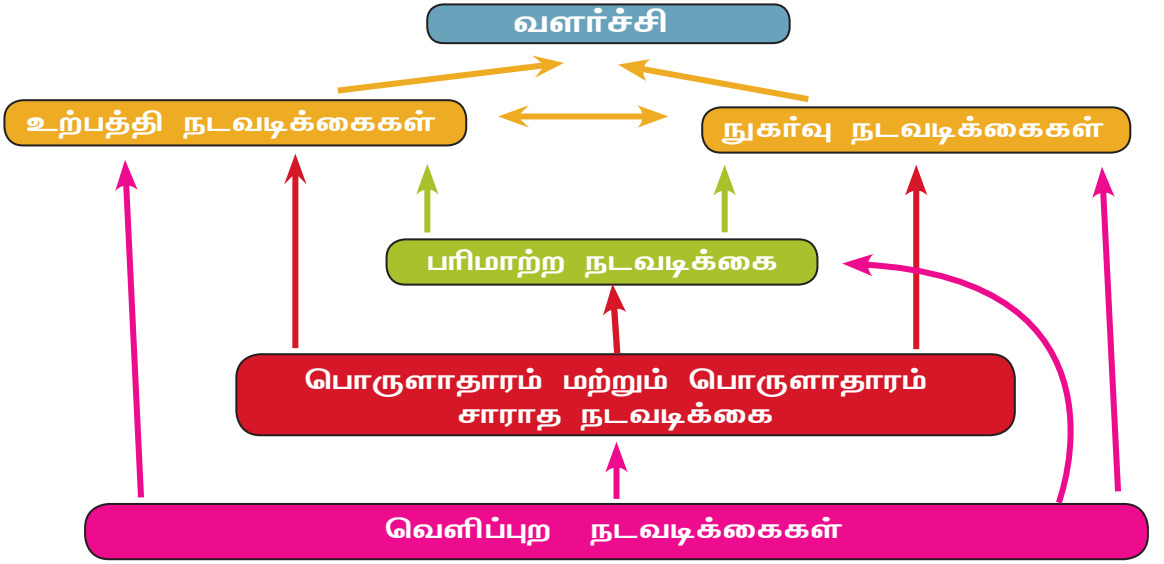 வளர்ச்சி
உற்பத்தி நடவடிக்கைகள்
நுகர்வு நடவடிக்கைகள்
பரிமாற்ற நடவடிக்கை
பொருளாதாரம் மற்றும் பொருளாதாரம்
சாராத நடவடிக்கை
வெளிப்புற நடவடிக்கைகள்